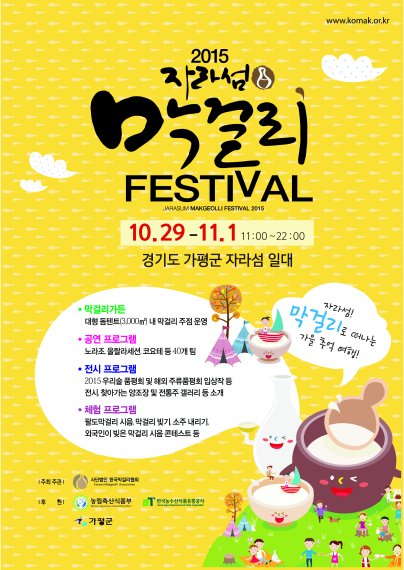 www.komak.or.kr
2015
자라섬
막걸리
FESTIVAL
JARASUM MAKGEOLLI FESTIVAL 2015
10.29 - 11.1 11:00 ~ 22:00
경기도 가평군 자라섬 일대
• 막걸리가든
대형 돔텐트(3,000㎡) 내 막걸리 주점 운영
• 공연 프로그램
노라조, 울랄라세션, 코요테 등 40개 팀
• 전시 프로그램
2015 우리술 품평회 및 해외 주류품평회 입상작 등
전시 찾아가는 양조장 및 전통주 갤러리 등 소개
• 체험 프로그램
팔도막걸리 시음, 막걸리 빚기, 소주 내리기,
외국인이 빚은 막걸리 시음 콘테스트 등
자라섬!
막걸리로 떠나는
가을 추억 여행!
| 주최 주관 | 사단법인 한국막걸리협회
| 후 원 | 농림축산식품부 한국농수산식품유통공사
가평군